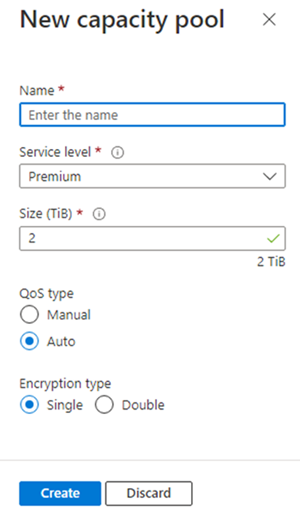 New capacity pool
Name *
Enter the name
Service level *
Premium
Size (TiB) *
2
2 TiB
QoS type
Manual
Auto
Encryption type
Single Double
Create Discard